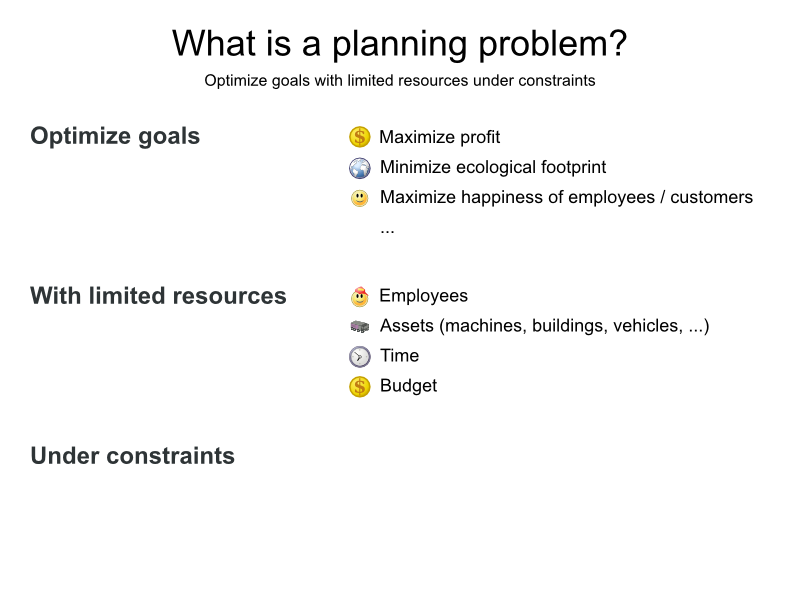 What is a planning problem?
Optimize goals with limited resources under constraints
Optimize goals
Maximize profit
Minimize ecological footprint
Maximize happiness of employees / customers
...
With limited resources
Employees
Assets (machines, buildings, vehicles, ...)
Time
Budget
Under constraints